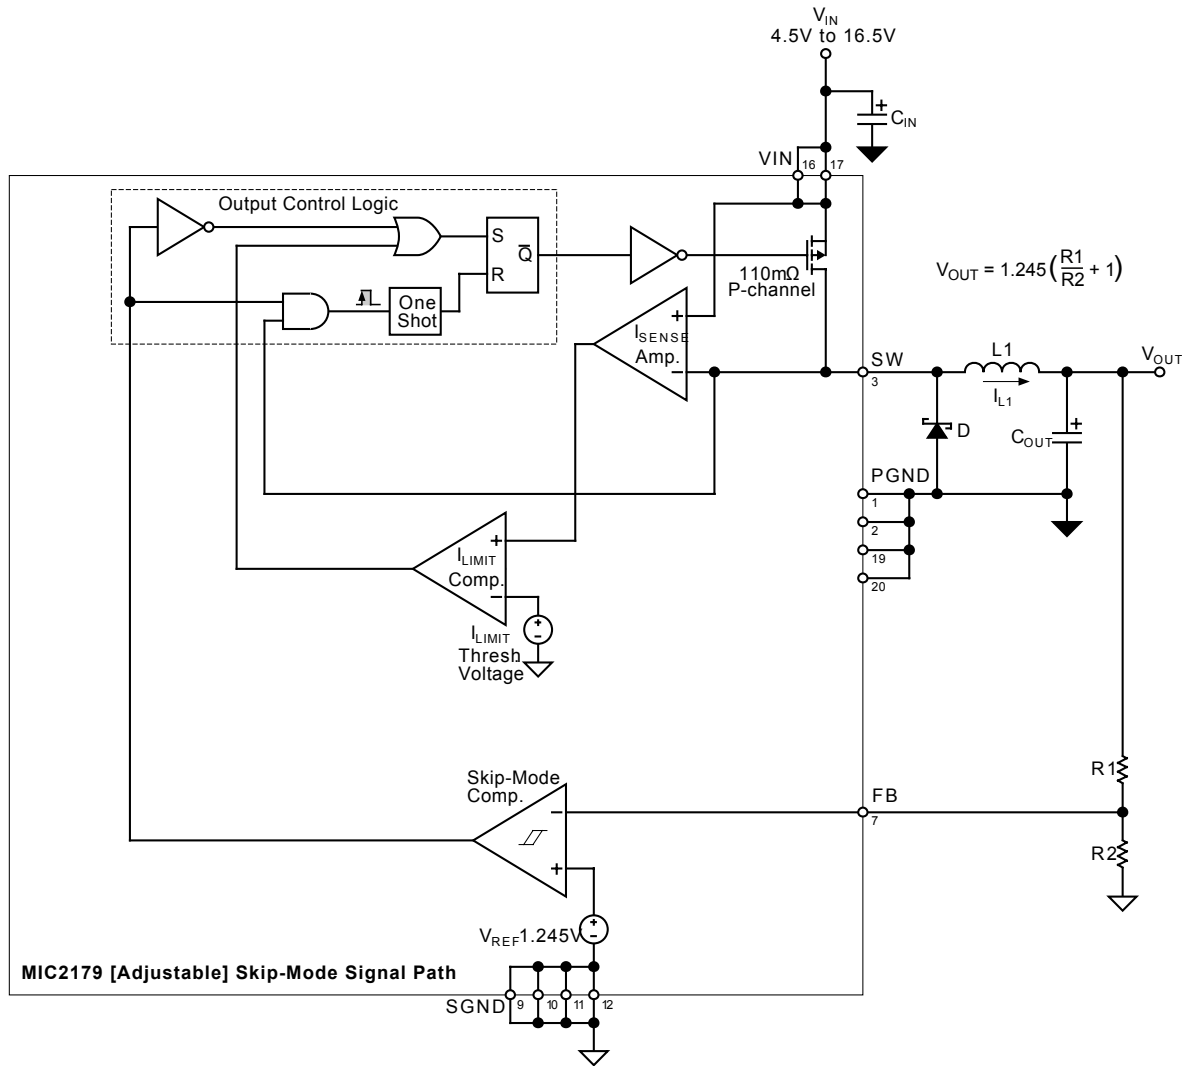 VIN
4.5V to 16.5V
+
CIN
VIN
16
17
Output Control Logic
S
R
Q̅
One
Shot
110mΩ
P-channel
VOUT = 1.245(R1/R2 + 1)
+
ISENSE
Amp.
−
SW
3
L1
IL1
VOUT
D
COUT
+
PGND
1
2
19
20
+
ILIMIT
Comp.
−
+
−
ILIMIT
Thresh.
Voltage
Skip-Mode
Comp.
−
+
FB
7
R1
R2
VREF1.245V
+
−
MIC2179 [Adjustable] Skip-Mode Signal Path
SGND
9
10
11
12